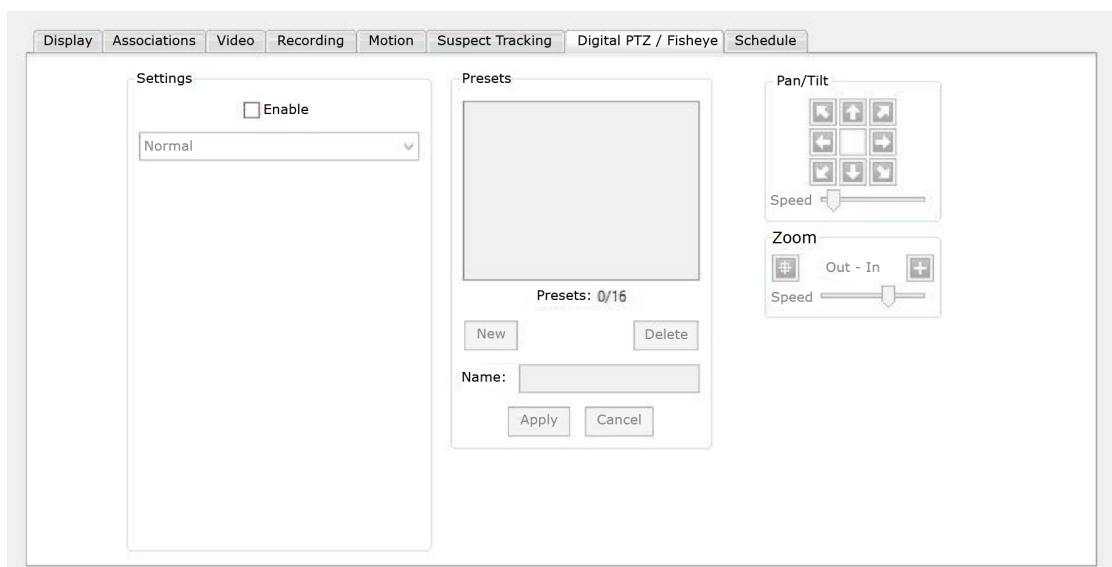 Display Associations Video Recording Motion Suspect Tracking Digital PTZ / Fisheye Schedule
Settings
Enable
Normal
Presets
Presets: 0/16
New Delete
Name:
Apply Cancel
Pan/Tilt
Speed
Zoom
Out - In
Speed